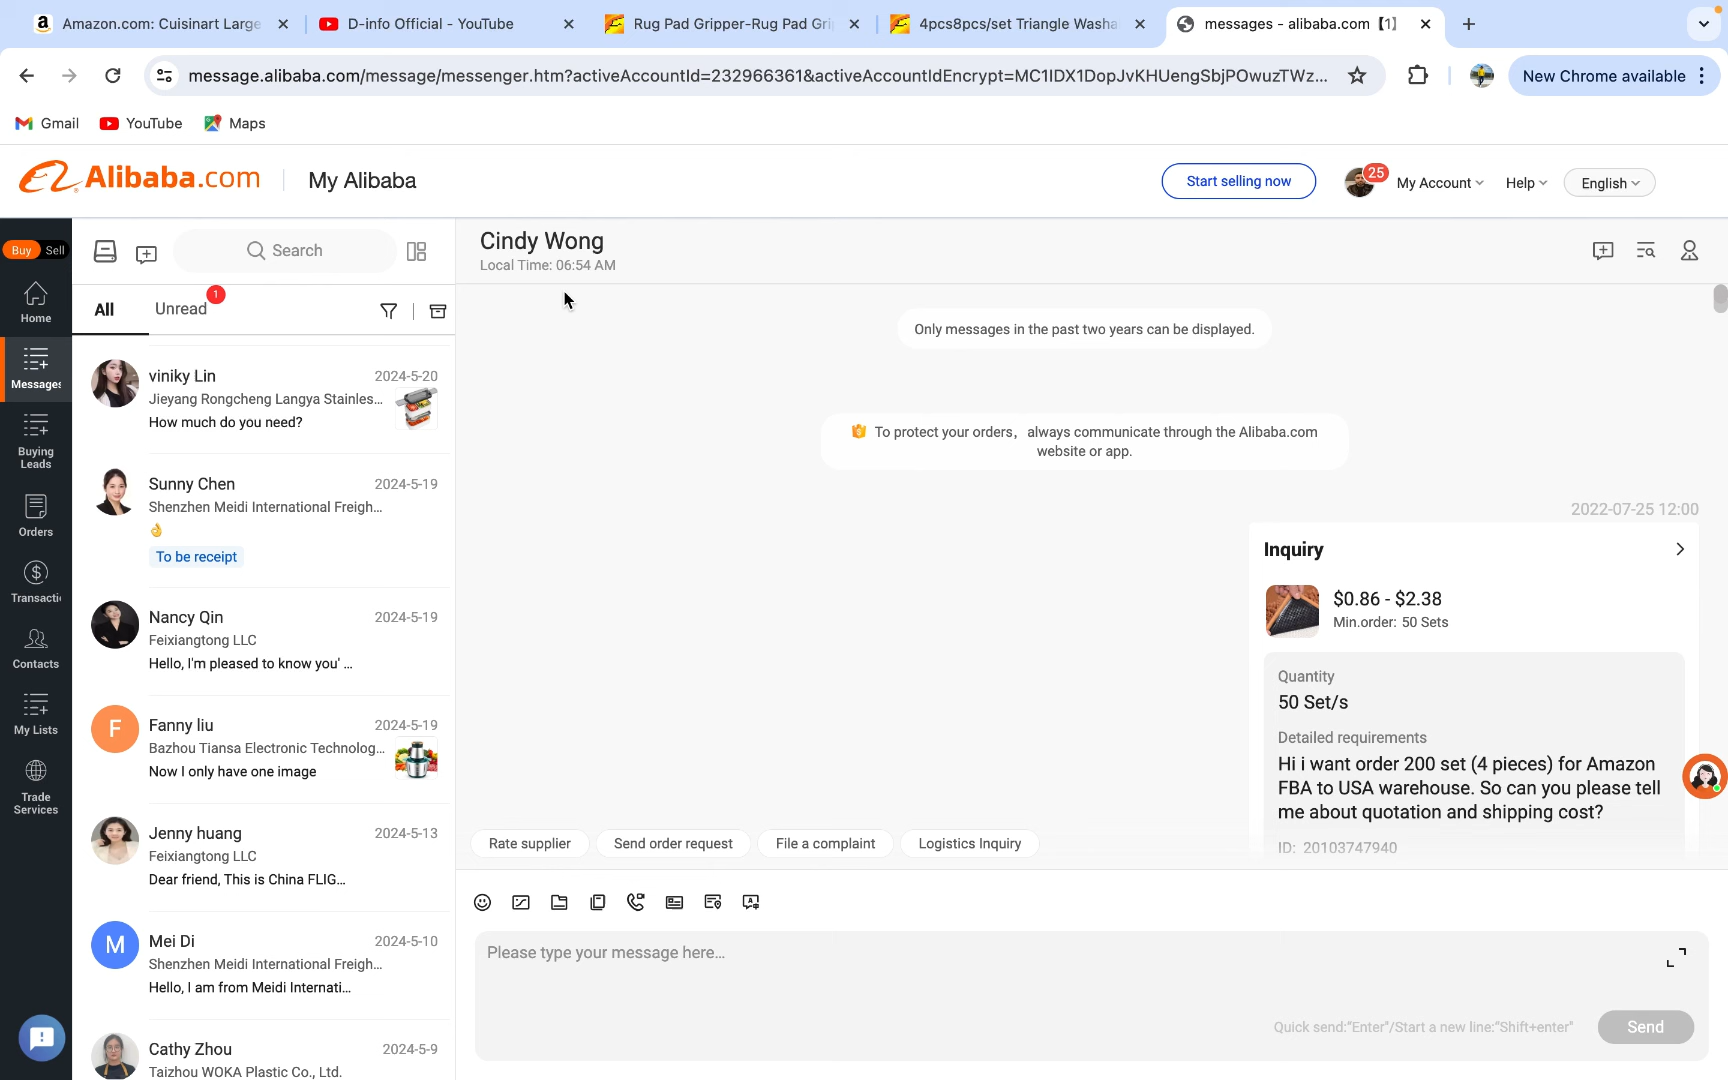 Amazon.com: Cuisinart Large
D-info Official - YouTube
Rug Pad Gripper-Rug Pad Gri
4pcs8pcs/set Triangle Washa
messages - alibaba.com【1】
message.alibaba.com/message/messenger.htm?activeAccountId=232966361&activeAccountIdEncrypt=MC1IDX1DopJvKHUengSbjPOwuzTWz...
New Chrome available
Gmail
YouTube
Maps
Alibaba.com
My Alibaba
Start selling now
25
My Account
Help
English
Buy
Sell
Home
Messages
Buying
Leads
Orders
Transacti
Contacts
My Lists
Trade
Services
Search
All
Unread
1
viniky Lin
2024-5-20
Jieyang Rongcheng Langya Stainles...
How much do you need?
Sunny Chen
2024-5-19
Shenzhen Meidi International Freigh...
👌
To be receipt
Nancy Qin
2024-5-19
Feixiangtong LLC
Hello, I'm pleased to know you' ...
F
Fanny liu
2024-5-19
Bazhou Tiansa Electronic Technolog...
Now I only have one image
Jenny huang
2024-5-13
Feixiangtong LLC
Dear friend, This is China FLIG...
M
Mei Di
2024-5-10
Shenzhen Meidi International Freigh...
Hello, I am from Meidi Internati...
Cathy Zhou
2024-5-9
Taizhou WOKA Plastic Co., Ltd.
Cindy Wong
Local Time: 06:54 AM
Only messages in the past two years can be displayed.
To protect your orders, always communicate through the Alibaba.com
website or app.
2022-07-25 12:00
Inquiry
$0.86 - $2.38
Min.order: 50 Sets
Quantity
50 Set/s
Detailed requirements
Hi i want order 200 set (4 pieces) for Amazon
FBA to USA warehouse. So can you please tell
me about quotation and shipping cost?
ID: 20103747940
Rate supplier
Send order request
File a complaint
Logistics Inquiry
Please type your message here...
Quick send:"Enter"/Start a new line:"Shift+enter"
Send